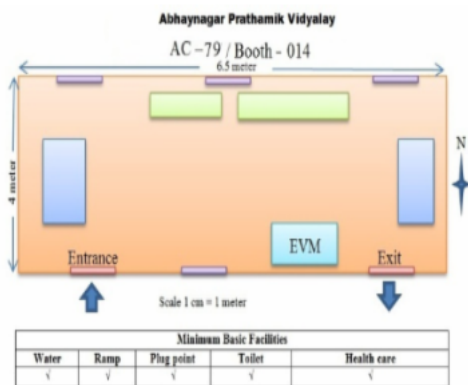 Abhaynagar Prathamik Vidyalay
AC -79 / Booth - 014
6.5 meter
4 meter
N
EVM
Entrance
Exit
Scale 1 cm = 1 meter
Minimum Basic Facilities
Water Ramp Plug point Toilet Health care
√ √ √ √ √